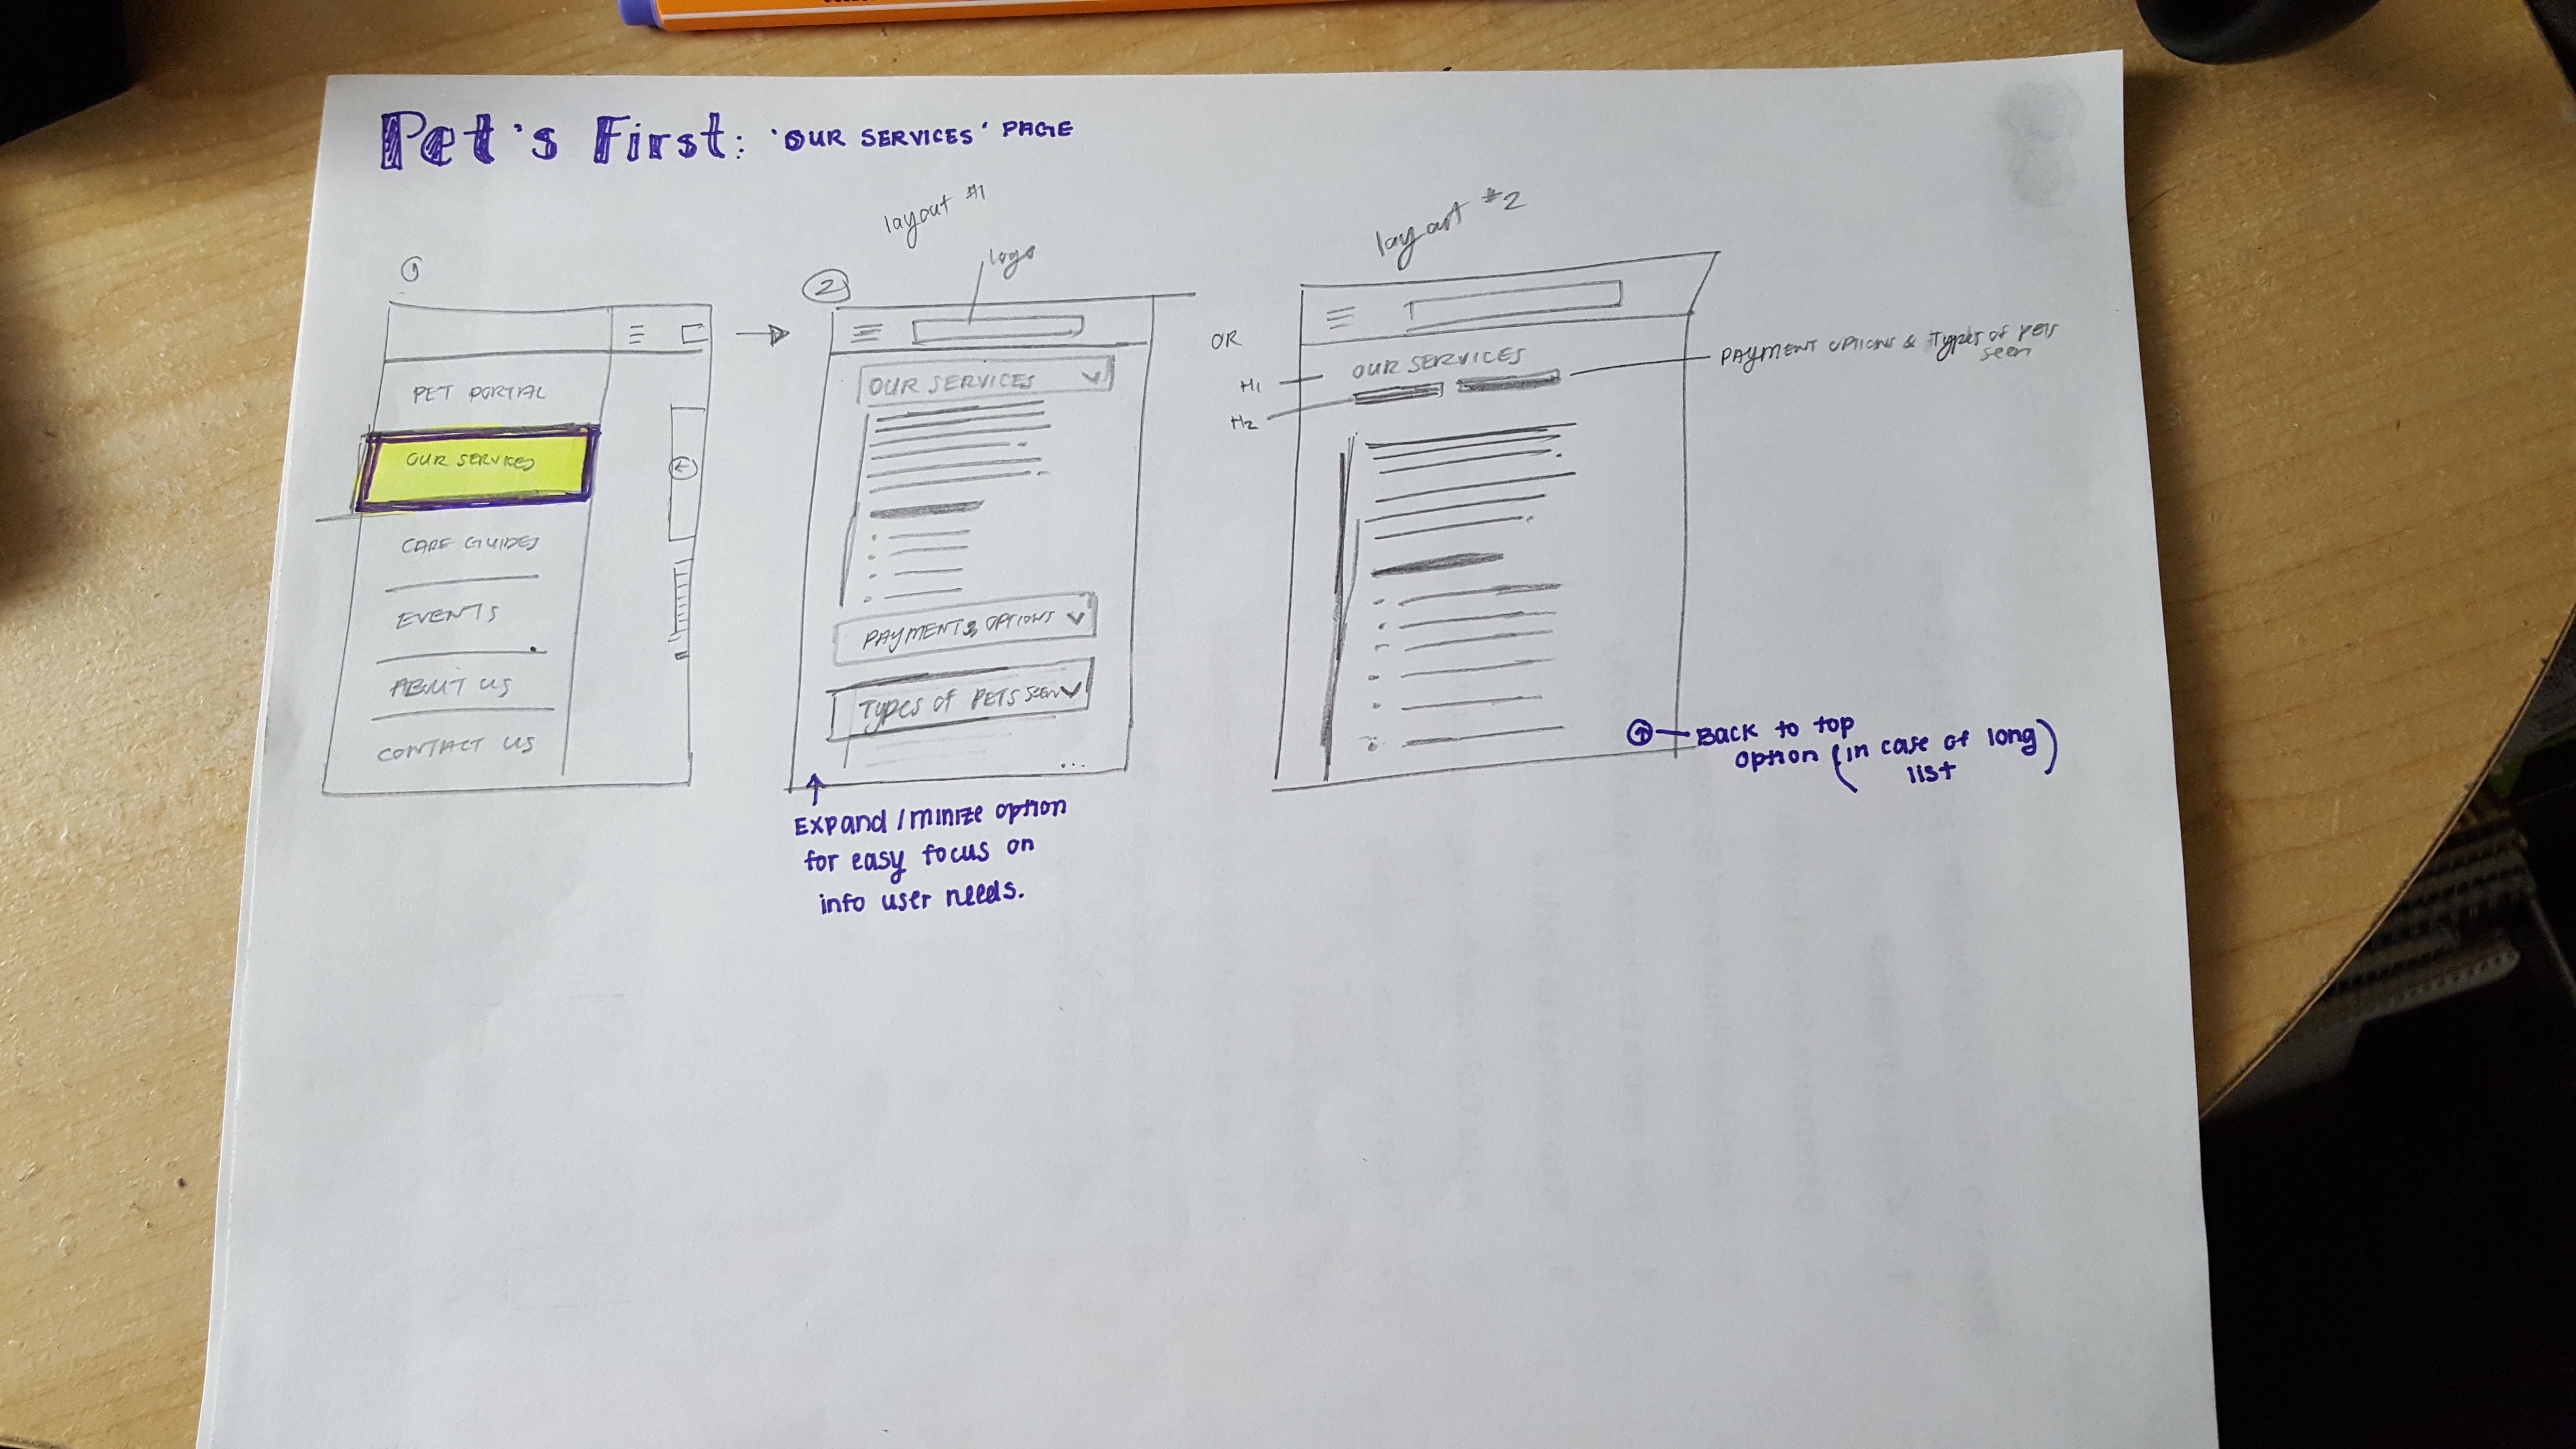 Pet's First: 'OUR SERVICES' PAGE
layout #1
layout #2
1
PET PORTAL
OUR SERVICES
CARE GUIDES
EVENTS
ABOUT US
CONTACT US
2
logo
OUR SERVICES
PAYMENT & OPTIONS
TYPES OF PETS SEEN
...
Expand / minize option
for easy focus on
info user needs.
OR
H1
H2
OUR SERVICES
PAYMENT OPTIONS & Types of Pets
seen
Back to top
option (in case of long
list)